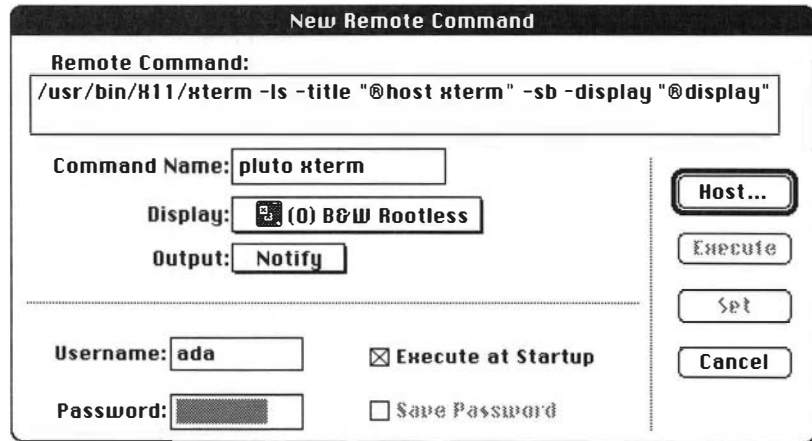 New Remote Command
Remote Command:
/usr/bin/X11/xterm -ls -title "®host xterm" -sb -display "®display"
Command Name: pluto xterm
Display: (0) B&W Rootless
Output: Notify
Username: ada
Execute at Startup
Password:
Save Password
Host...
Execute
Set
Cancel